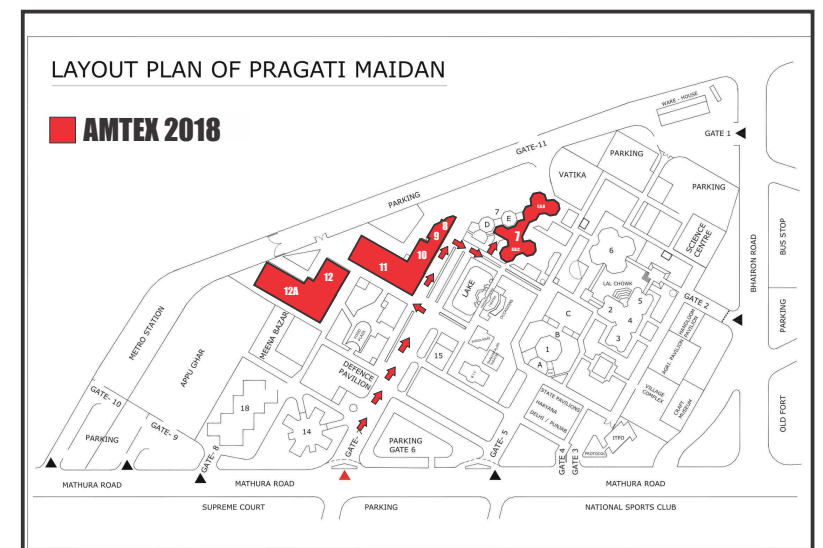 LAYOUT PLAN OF PRAGATI MAIDAN
AMTEX 2018
WARE - HOUSE
GATE 1
GATE-11
PARKING
PARKING
VATIKA
PARKING
SCIENCE
CENTRE
BHAIRON ROAD
BUS STOP
PARKING
OLD FORT
7
E
D
7
8
9
10
11
12
12A
6
LAL CHOWK
5
2
4
3
GATE 2
HANDLOOM
PAVILION
AGRI. PAVILION
VILLAGE
COMPLEX
CRAFT
MUSEUM
LAKE
C
B
1
A
15
METRO STATION
APPU GHAR
MEENA BAZAR
DEFENCE
PAVILION
18
14
GATE- 10
PARKING
GATE- 9
GATE- 8
GATE- 7
PARKING
GATE 6
GATE- 5
STATE PAVILIONS
HARYANA
DELHI / PUNJAB
GATE 4
GATE 3
PROTOCOL
ITPO
MATHURA ROAD
MATHURA ROAD
MATHURA ROAD
SUPREME COURT
PARKING
NATIONAL SPORTS CLUB